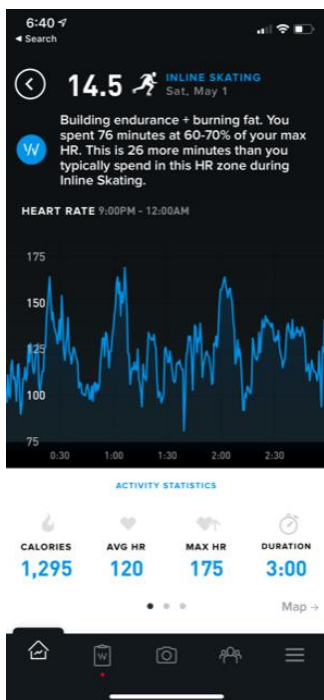 6:40
◄ Search
14.5
INLINE SKATING
Sat, May 1
W
Building endurance + burning fat. You
spent 76 minutes at 60-70% of your max
HR. This is 26 more minutes than you
typically spend in this HR zone during
Inline Skating.
HEART RATE 9:00PM - 12:00AM
175
150
125
100
75
0:30 1:00 1:30 2:00 2:30
ACTIVITY STATISTICS
CALORIES AVG HR MAX HR DURATION
1,295 120 175 3:00
Map →
W